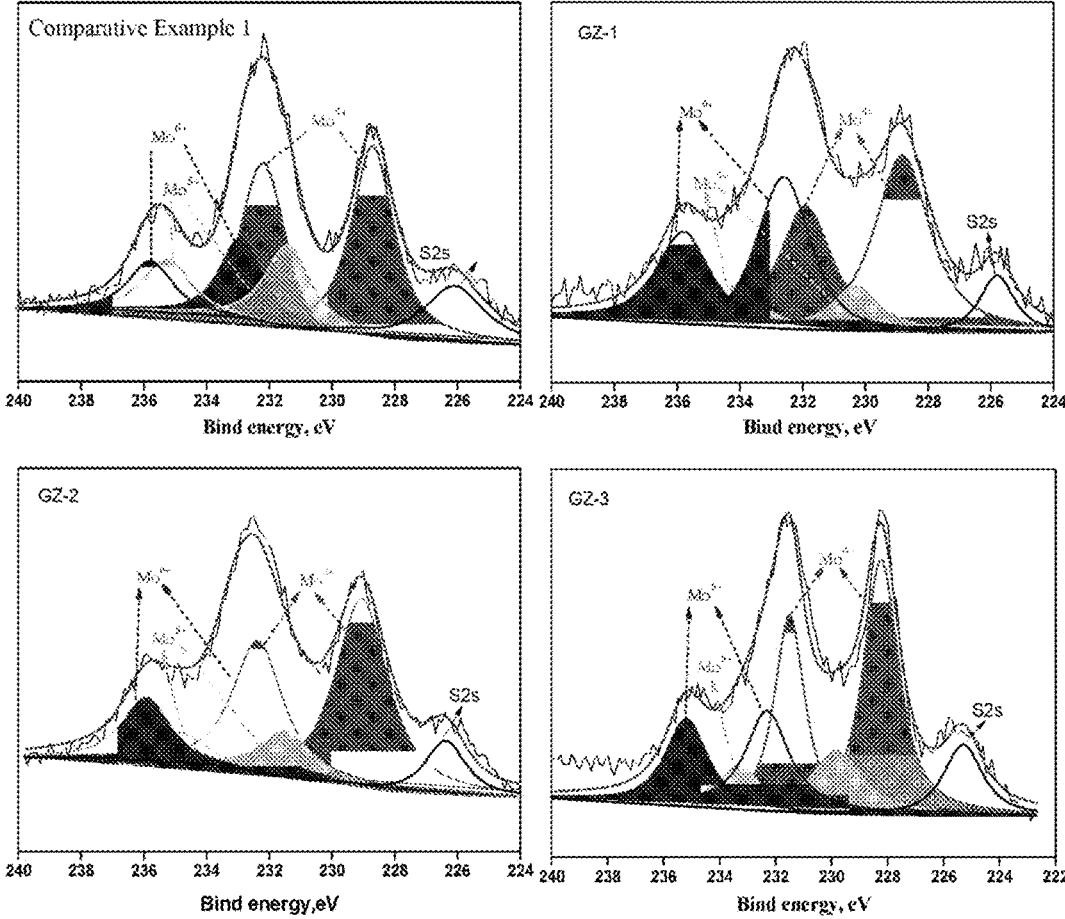 Comparative Example 1
Mo⁶⁺
Mo⁴⁺
Mo⁵⁺
S2s
240 238 236 234 232 230 228 226 224
Bind energy, eV
GZ-1
Mo⁶⁺
Mo⁴⁺
Mo⁵⁺
S2s
240 238 236 234 232 230 228 226 224
Bind energy, eV
GZ-2
Mo⁶⁺
Mo⁴⁺
Mo⁵⁺
S2s
240 238 236 234 232 230 228 226 224
Bind energy,eV
GZ-3
Mo⁶⁺
Mo⁴⁺
Mo⁵⁺
S2s
240 238 236 234 232 230 228 226 224 222
Bind energy, eV